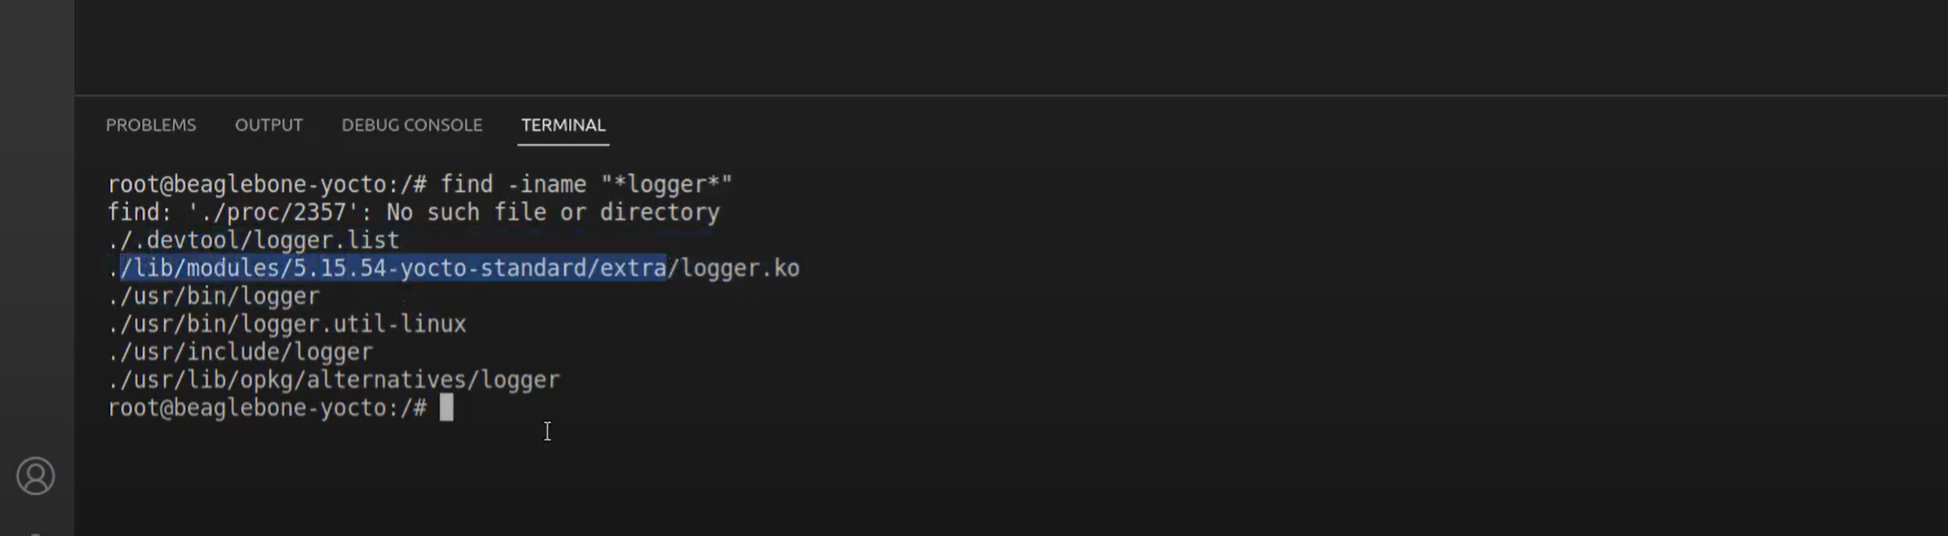 PROBLEMS OUTPUT DEBUG CONSOLE TERMINAL
root@beaglebone-yocto:/# find -iname "*logger*"
find: './proc/2357': No such file or directory
./.devtool/logger.list
./lib/modules/5.15.54-yocto-standard/extra/logger.ko
./usr/bin/logger
./usr/bin/logger.util-linux
./usr/include/logger
./usr/lib/opkg/alternatives/logger
root@beaglebone-yocto:/#